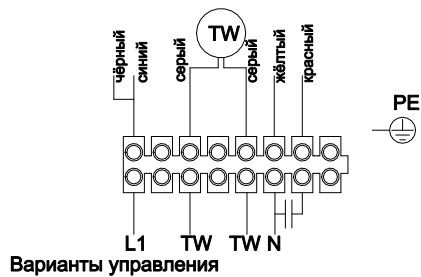 TW
чёрный
синий
серый
серый
жёлтый
красный
PE
L1 TW TW N
Варианты управления